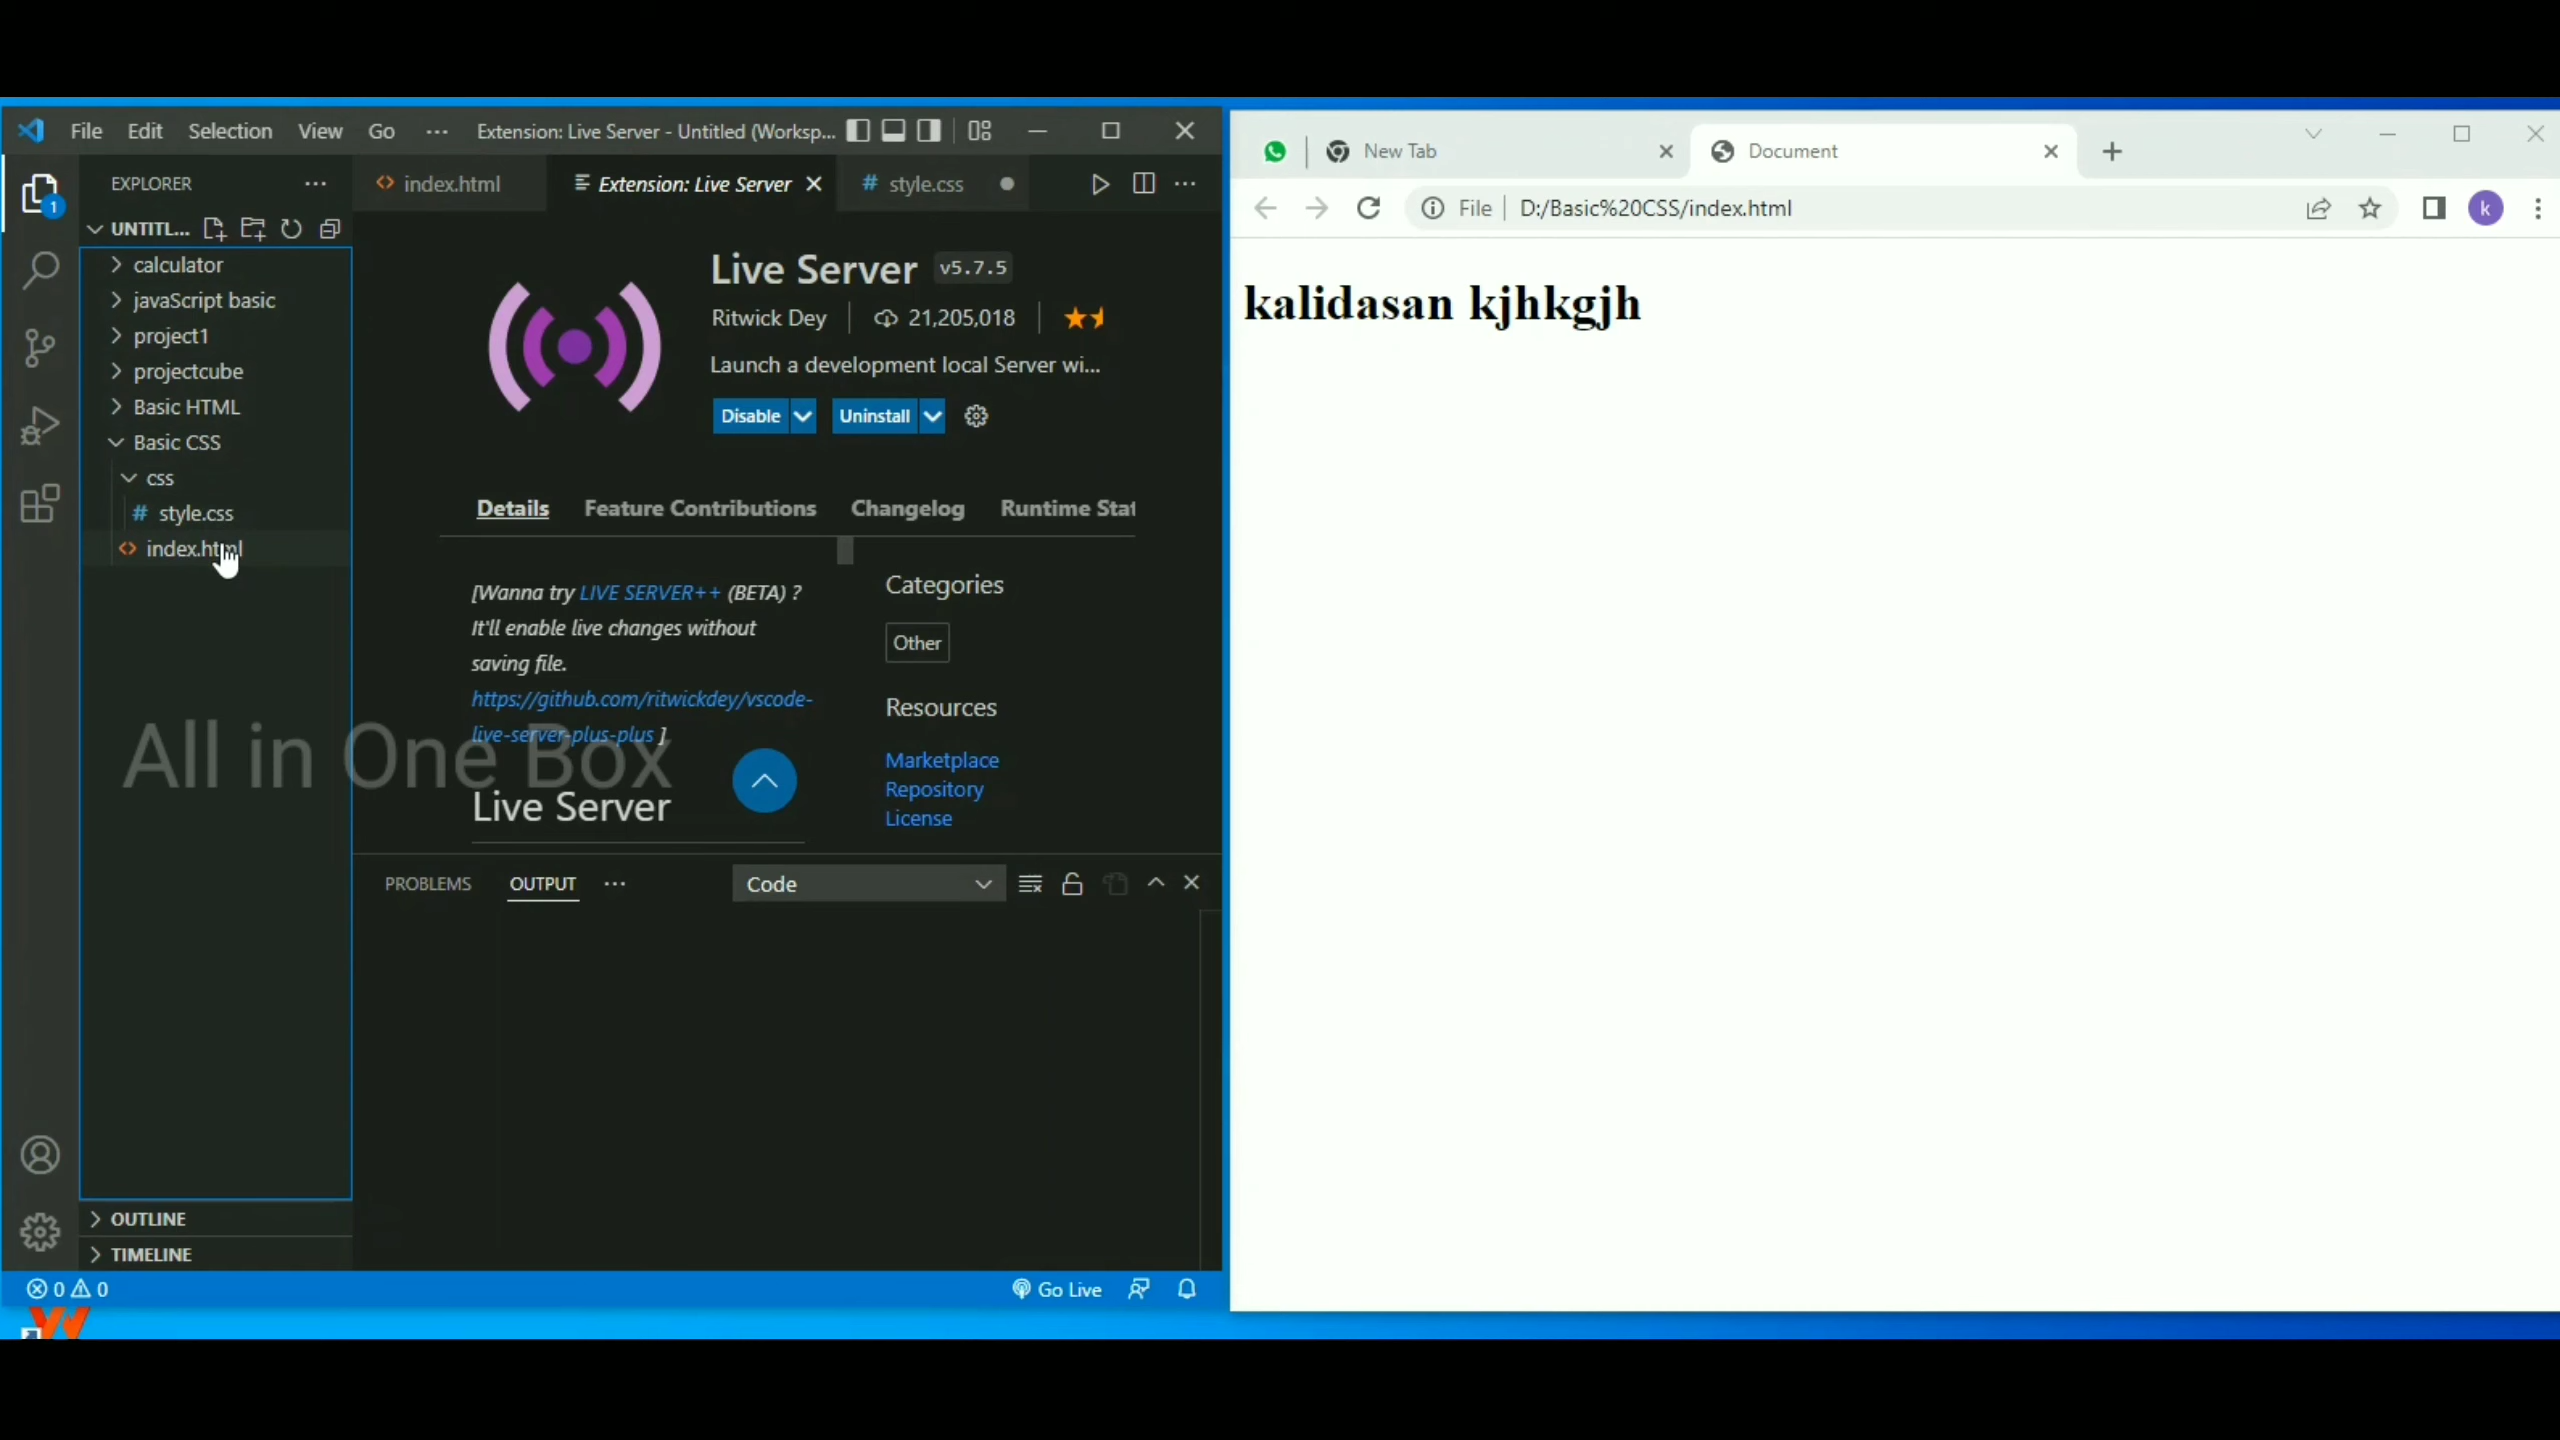 File Edit Selection View Go ··· Extension: Live Server - Untitled (Worksp...
EXPLORER
UNTITL...
calculator
javaScript basic
project1
projectcube
Basic HTML
Basic CSS
css
# style.css
<> index.html
OUTLINE
TIMELINE
1
<> index.html
Extension: Live Server
# style.css
Live Server v5.7.5
Ritwick Dey
21,205,018
Launch a development local Server wi...
Disable
Uninstall
Details Feature Contributions Changelog Runtime Stat
[Wanna try LIVE SERVER++ (BETA) ?
It'll enable live changes without
saving file.
https://github.com/ritwickdey/vscode-
live-server-plus-plus ]
Live Server
Categories
Other
Resources
Marketplace
Repository
License
All in One Box
PROBLEMS OUTPUT ··· Code
0 0
Go Live
New Tab
Document
File D:/Basic%20CSS/index.html
k
kalidasan kjhkgjh